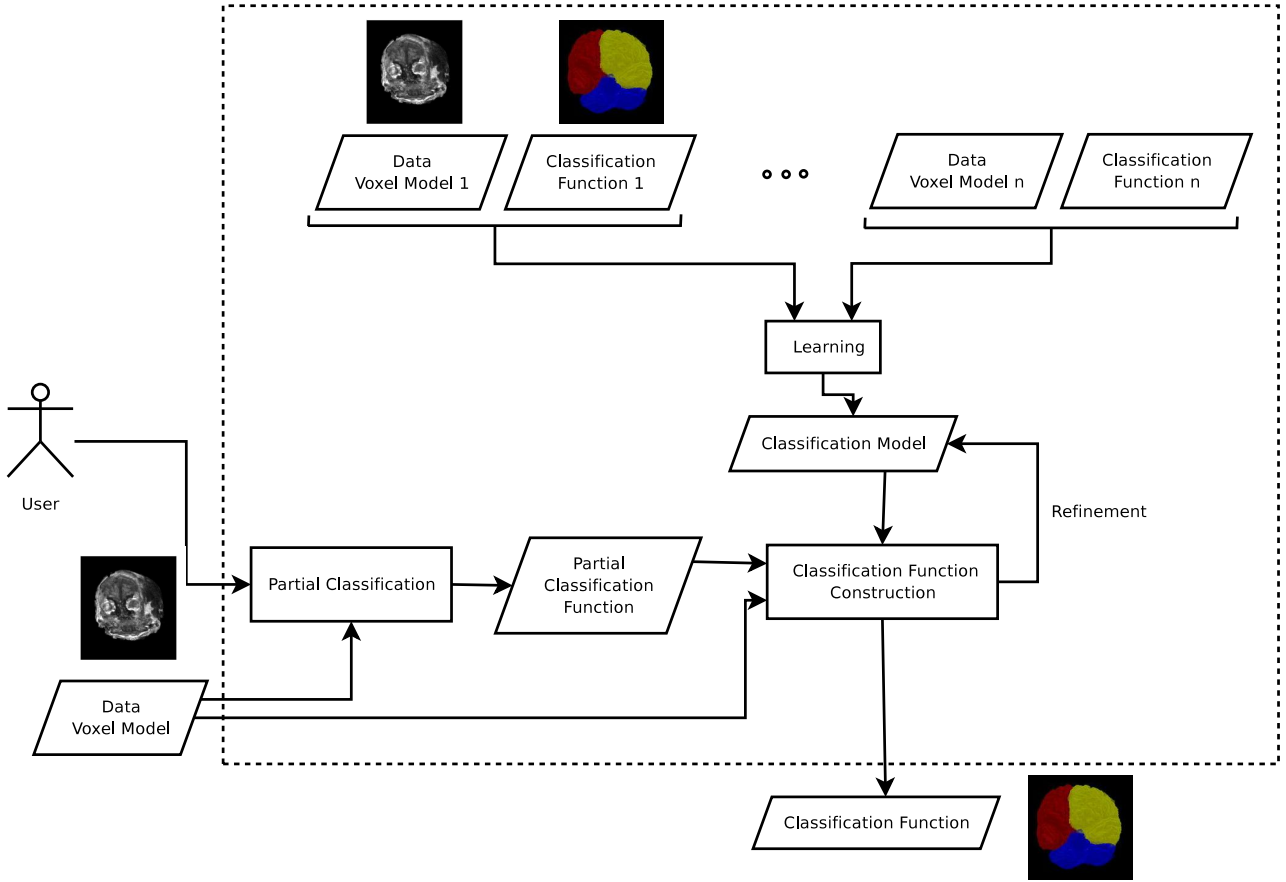 Data
Voxel Model 1
Classification
Function 1
Data
Voxel Model n
Classification
Function n
Learning
Classification Model
User
Refinement
Partial Classification
Partial
Classification
Function
Classification Function
Construction
Data
Voxel Model
Classification Function